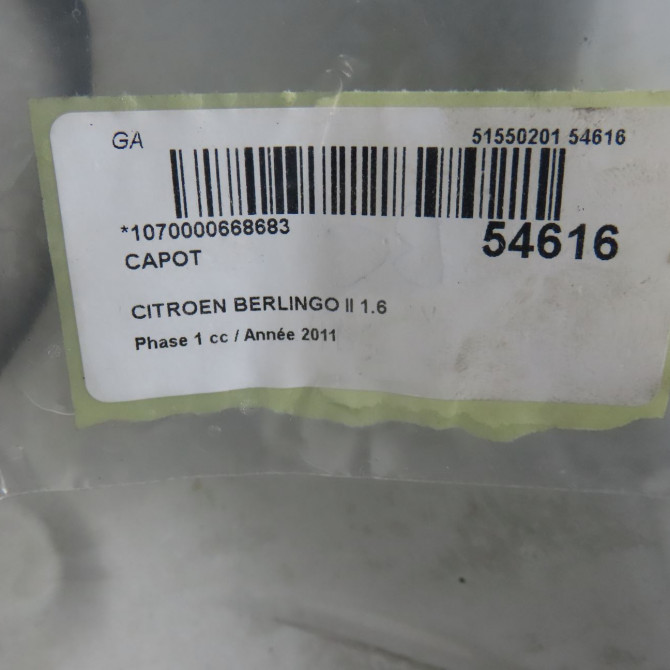 GA 51550201 54616
*1070000668683 54616
CAPOT
CITROEN BERLINGO II 1.6
Phase 1 cc / Année 2011